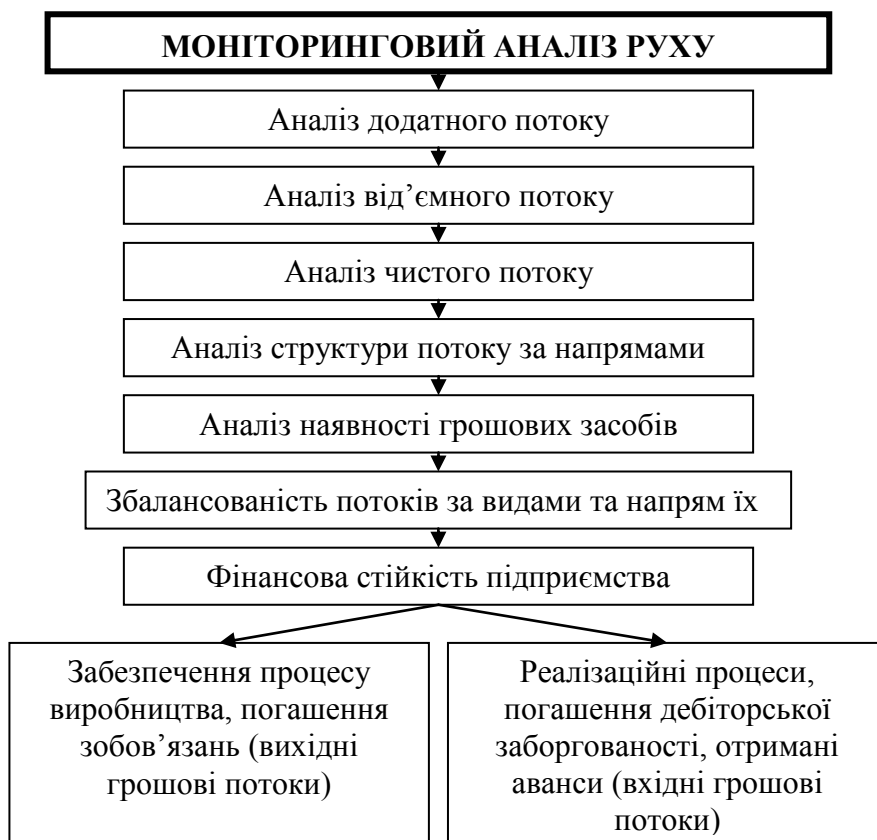 МОНІТОРИНГОВИЙ АНАЛІЗ РУХУ
Аналіз додатного потоку
Аналіз від’ємного потоку
Аналіз чистого потоку
Аналіз структури потоку за напрямами
Аналіз наявності грошових засобів
Збалансованість потоків за видами та напрям їх
Фінансова стійкість підприємства
Забезпечення процесу
виробництва, погашення
зобов’язань (вихідні
грошові потоки)
Реалізаційні процеси,
погашення дебіторської
заборгованості, отримані
аванси (вхідні грошові
потоки)